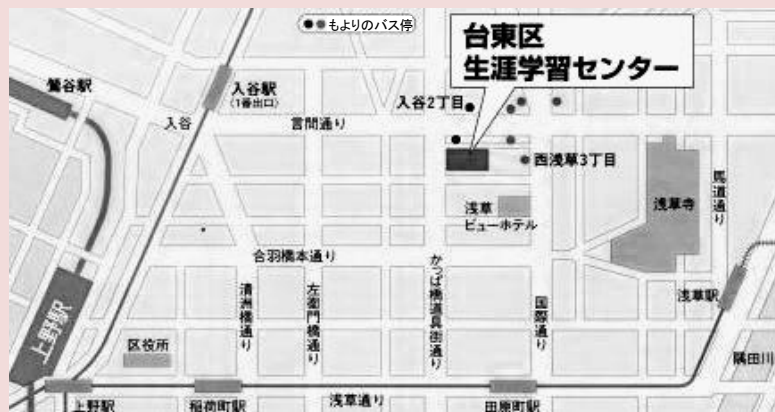 ●●もよりのバス停
台東区
生涯学習センター
鶯谷駅
入谷駅
(1番出口)
入谷
言問通り
入谷2丁目
西浅草3丁目
浅草
ビューホテル
浅草寺
馬道通り
合羽橋本通り
清洲橋通り
左衛門橋通り
かっぱ橋道具街通り
国際通り
浅草駅
上野駅
区役所
隅田川
上野駅
稲荷町駅
浅草通り
田原町駅